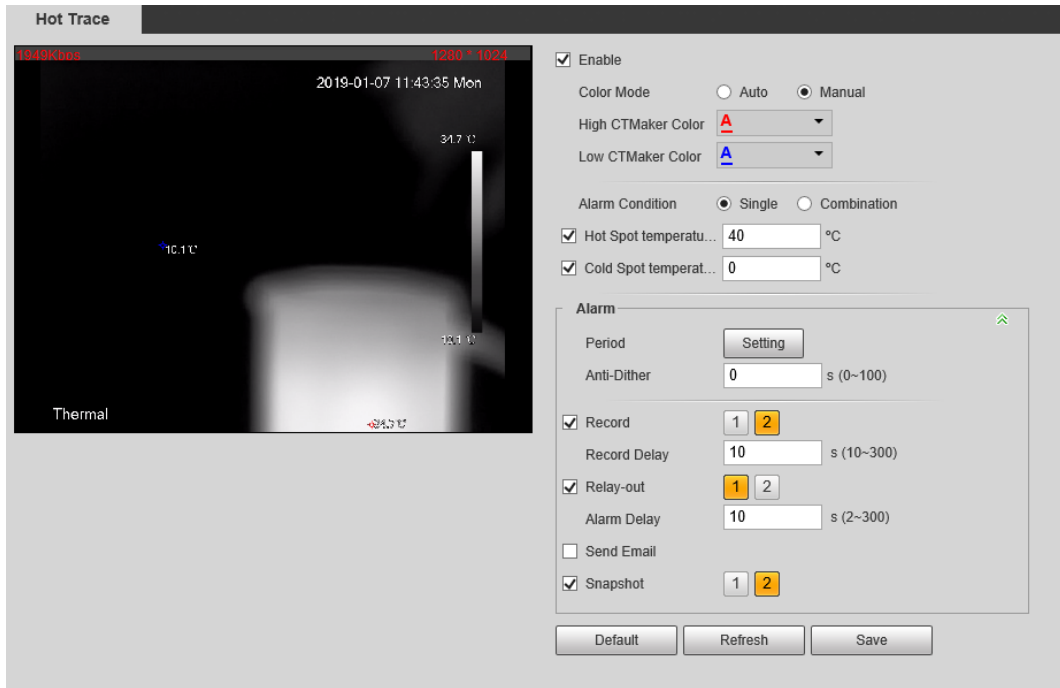 Hot Trace
1949Kbps 1280 * 1024
2019-01-07 11:43:35 Mon
34.7 ℃
10.1℃
Thermal
Enable
Color Mode Auto Manual
High CTMaker Color A
Low CTMaker Color A
Alarm Condition Single Combination
Hot Spot temperatu... 40 °C
Cold Spot temperat... 0 °C
Alarm
Period Setting
Anti-Dither 0 s (0~100)
Record 1 2
Record Delay 10 s (10~300)
Relay-out 1 2
Alarm Delay 10 s (2~300)
Send Email
Snapshot 1 2
Default Refresh Save